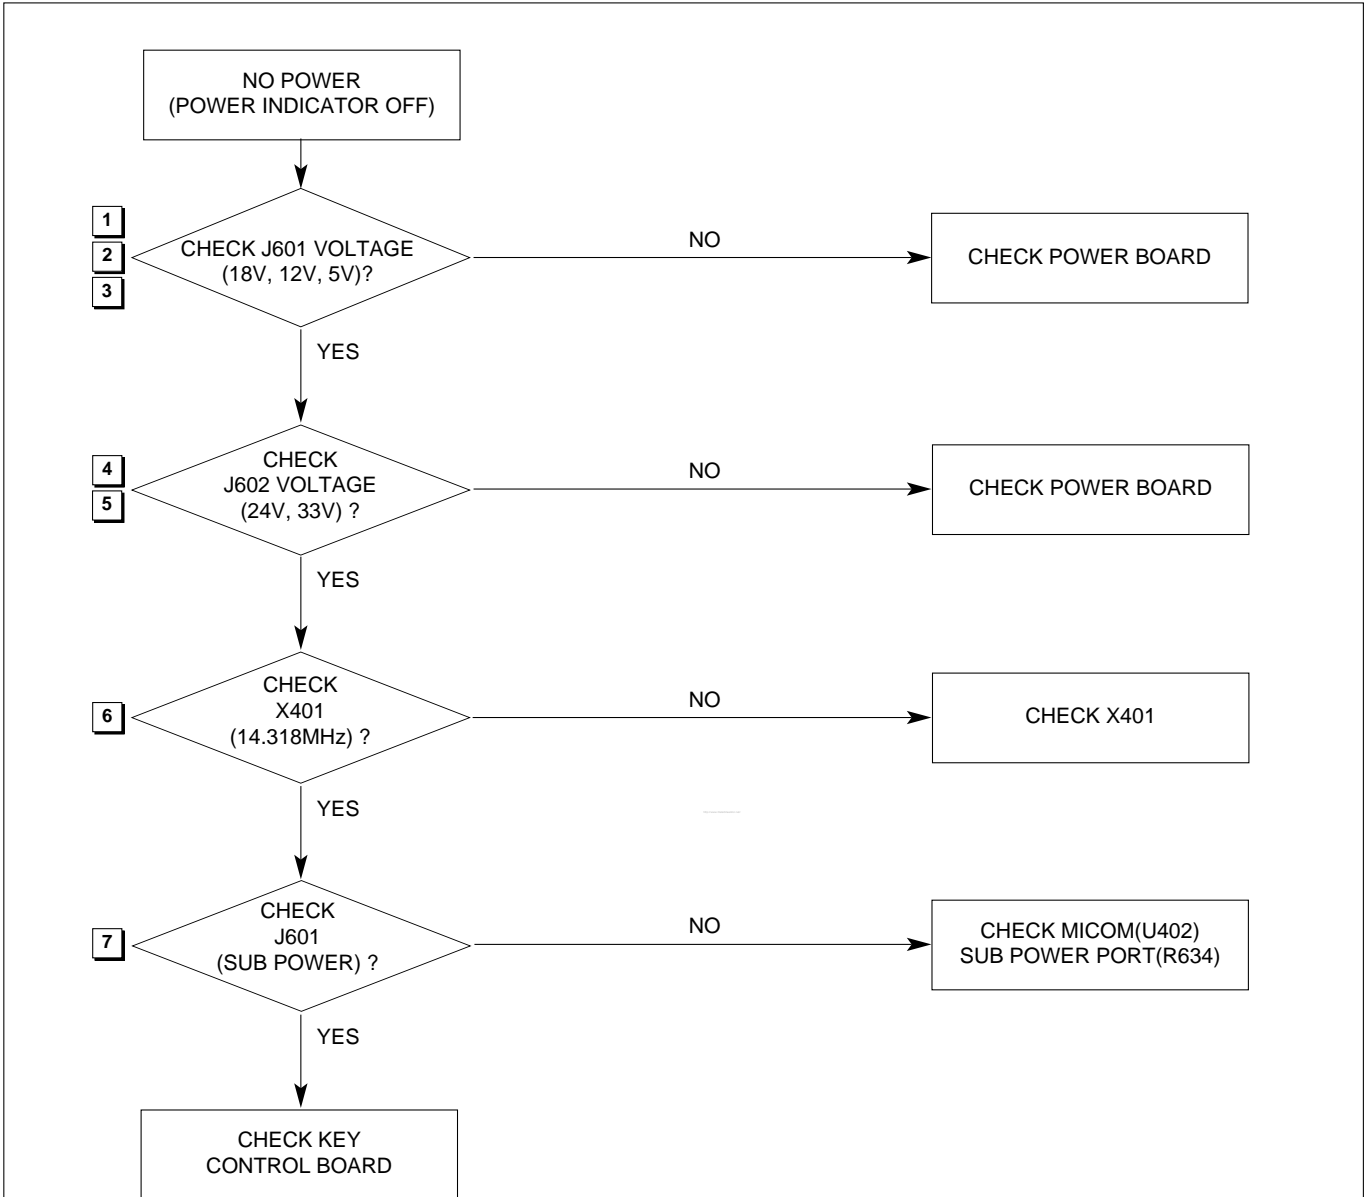 NO POWER
(POWER INDICATOR OFF)
1
2
3
CHECK J601 VOLTAGE
(18V, 12V, 5V)?
NO
CHECK POWER BOARD
YES
4
5
CHECK
J602 VOLTAGE
(24V, 33V) ?
NO
CHECK POWER BOARD
YES
6
CHECK
X401
(14.318MHz) ?
NO
CHECK X401
YES
7
CHECK
J601
(SUB POWER) ?
NO
CHECK MICOM(U402)
SUB POWER PORT(R634)
YES
CHECK KEY
CONTROL BOARD